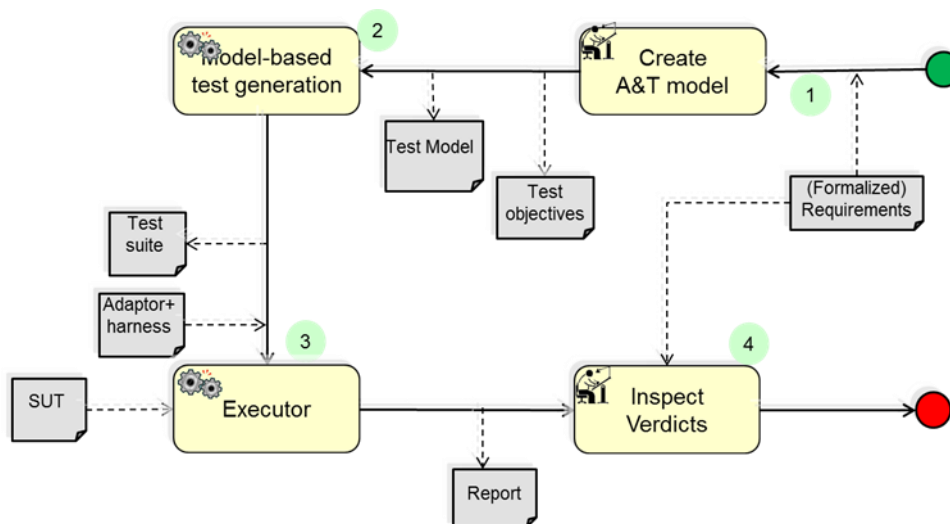 2
Model-based
test generation
Create
A&T model
1
Test Model
Test
objectives
(Formalized)
Requirements
Test
suite
Adaptor+
harness
3
4
SUT
Executor
Inspect
Verdicts
Report